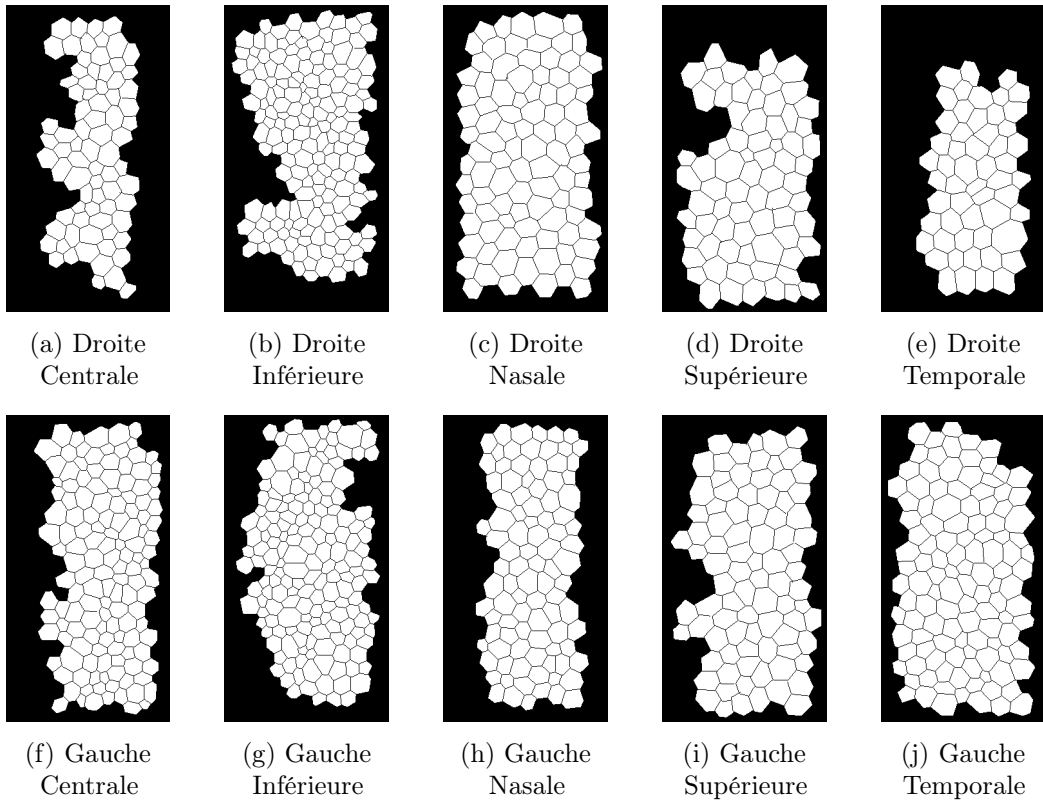 (a) Droite
Centrale
(b) Droite
Inférieure
(c) Droite
Nasale
(d) Droite
Supérieure
(e) Droite
Temporale
(f) Gauche
Centrale
(g) Gauche
Inférieure
(h) Gauche
Nasale
(i) Gauche
Supérieure
(j) Gauche
Temporale